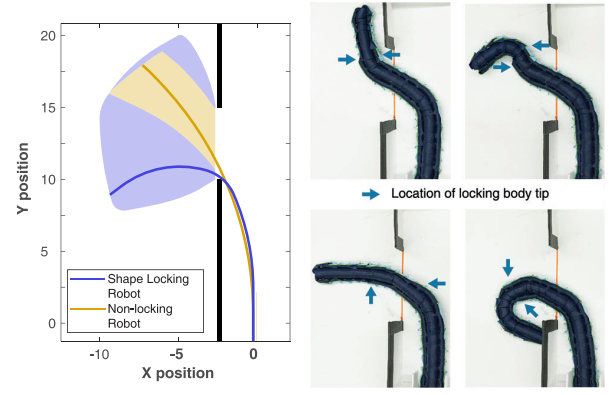 20
15
10
5
0
Y position
Shape Locking
Robot
Non-locking
Robot
-10
-5
0
X position
Location of locking body tip